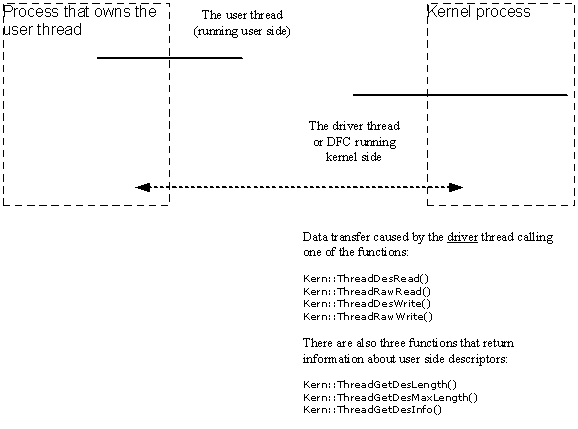 Process that owns the
user thread
The user thread
(running user side)
Kernel process
The driver thread
or DFC running
kernel side
Data transfer caused by the driver thread calling
one of the functions:
Kern::ThreadDesRead()
Kern::ThreadRawRead()
Kern::ThreadDesWrite()
Kern::ThreadRawWrite()
There are also three functions that return
information about user side descriptors:
Kern::ThreadGetDesLength()
Kern::ThreadGetDesMaxLength()
Kern::ThreadGetDesInfo()